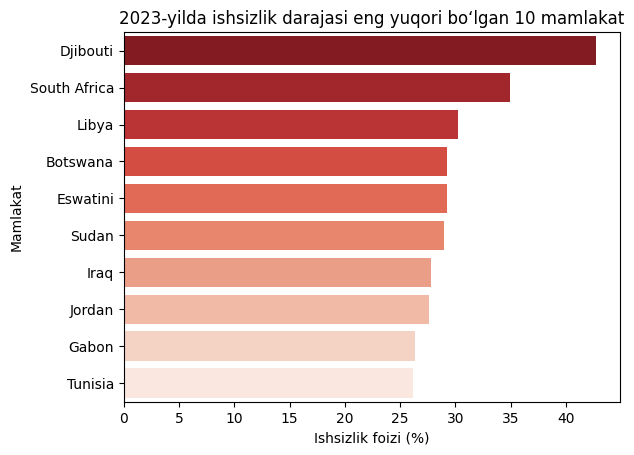 2023-yilda ishsizlik darajasi eng yuqori bo‘lgan 10 mamlakat
Mamlakat
Djibouti
South Africa
Libya
Botswana
Eswatini
Sudan
Iraq
Jordan
Gabon
Tunisia
0 5 10 15 20 25 30 35 40
Ishsizlik foizi (%)